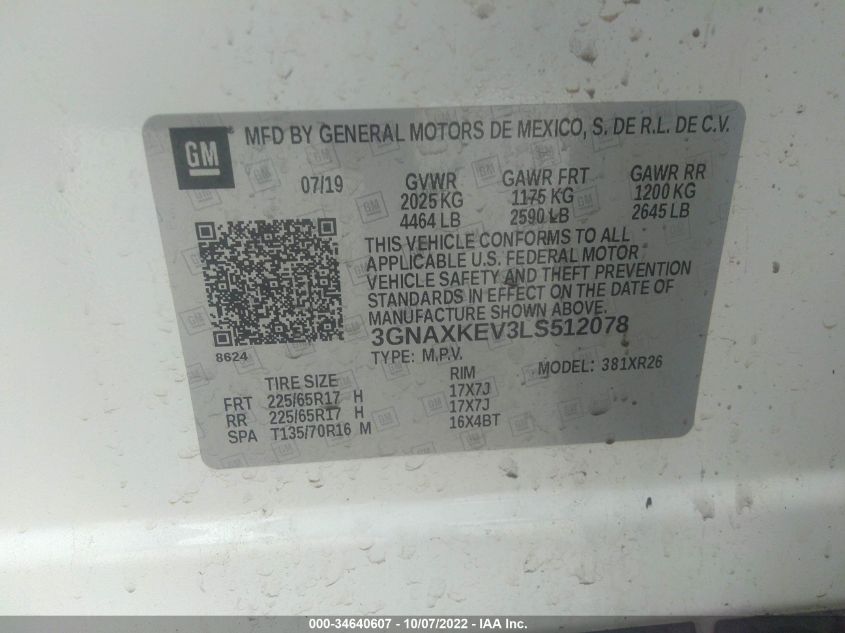 GM ® MFD BY GENERAL MOTORS DE MEXICO, S. DE R.L. DE C.V.
07/19 GVWR GAWR FRT GAWR RR
2025 KG 1175 KG 1200 KG
4464 LB 2590 LB 2645 LB
THIS VEHICLE CONFORMS TO ALL
APPLICABLE U.S. FEDERAL MOTOR
VEHICLE SAFETY AND THEFT PREVENTION
STANDARDS IN EFFECT ON THE DATE OF
MANUFACTURE SHOWN ABOVE.
8624 3GNAXKEV3LS512078
TYPE: M.P.V. MODEL: 381XR26
TIRE SIZE RIM
FRT 225/65R17 H 17X7J
RR 225/65R17 H 17X7J
SPA T135/70R16 M 16X4BT
000-34640607 - 10/07/2022 - IAA Inc.